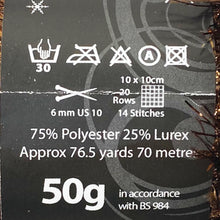 30 A
10 x 10cm
20
Rows
6 mm US 10 14 Stitches
75% Polyester 25% Lurex
Approx 76.5 yards 70 metre
50g in accordance
with BS 984